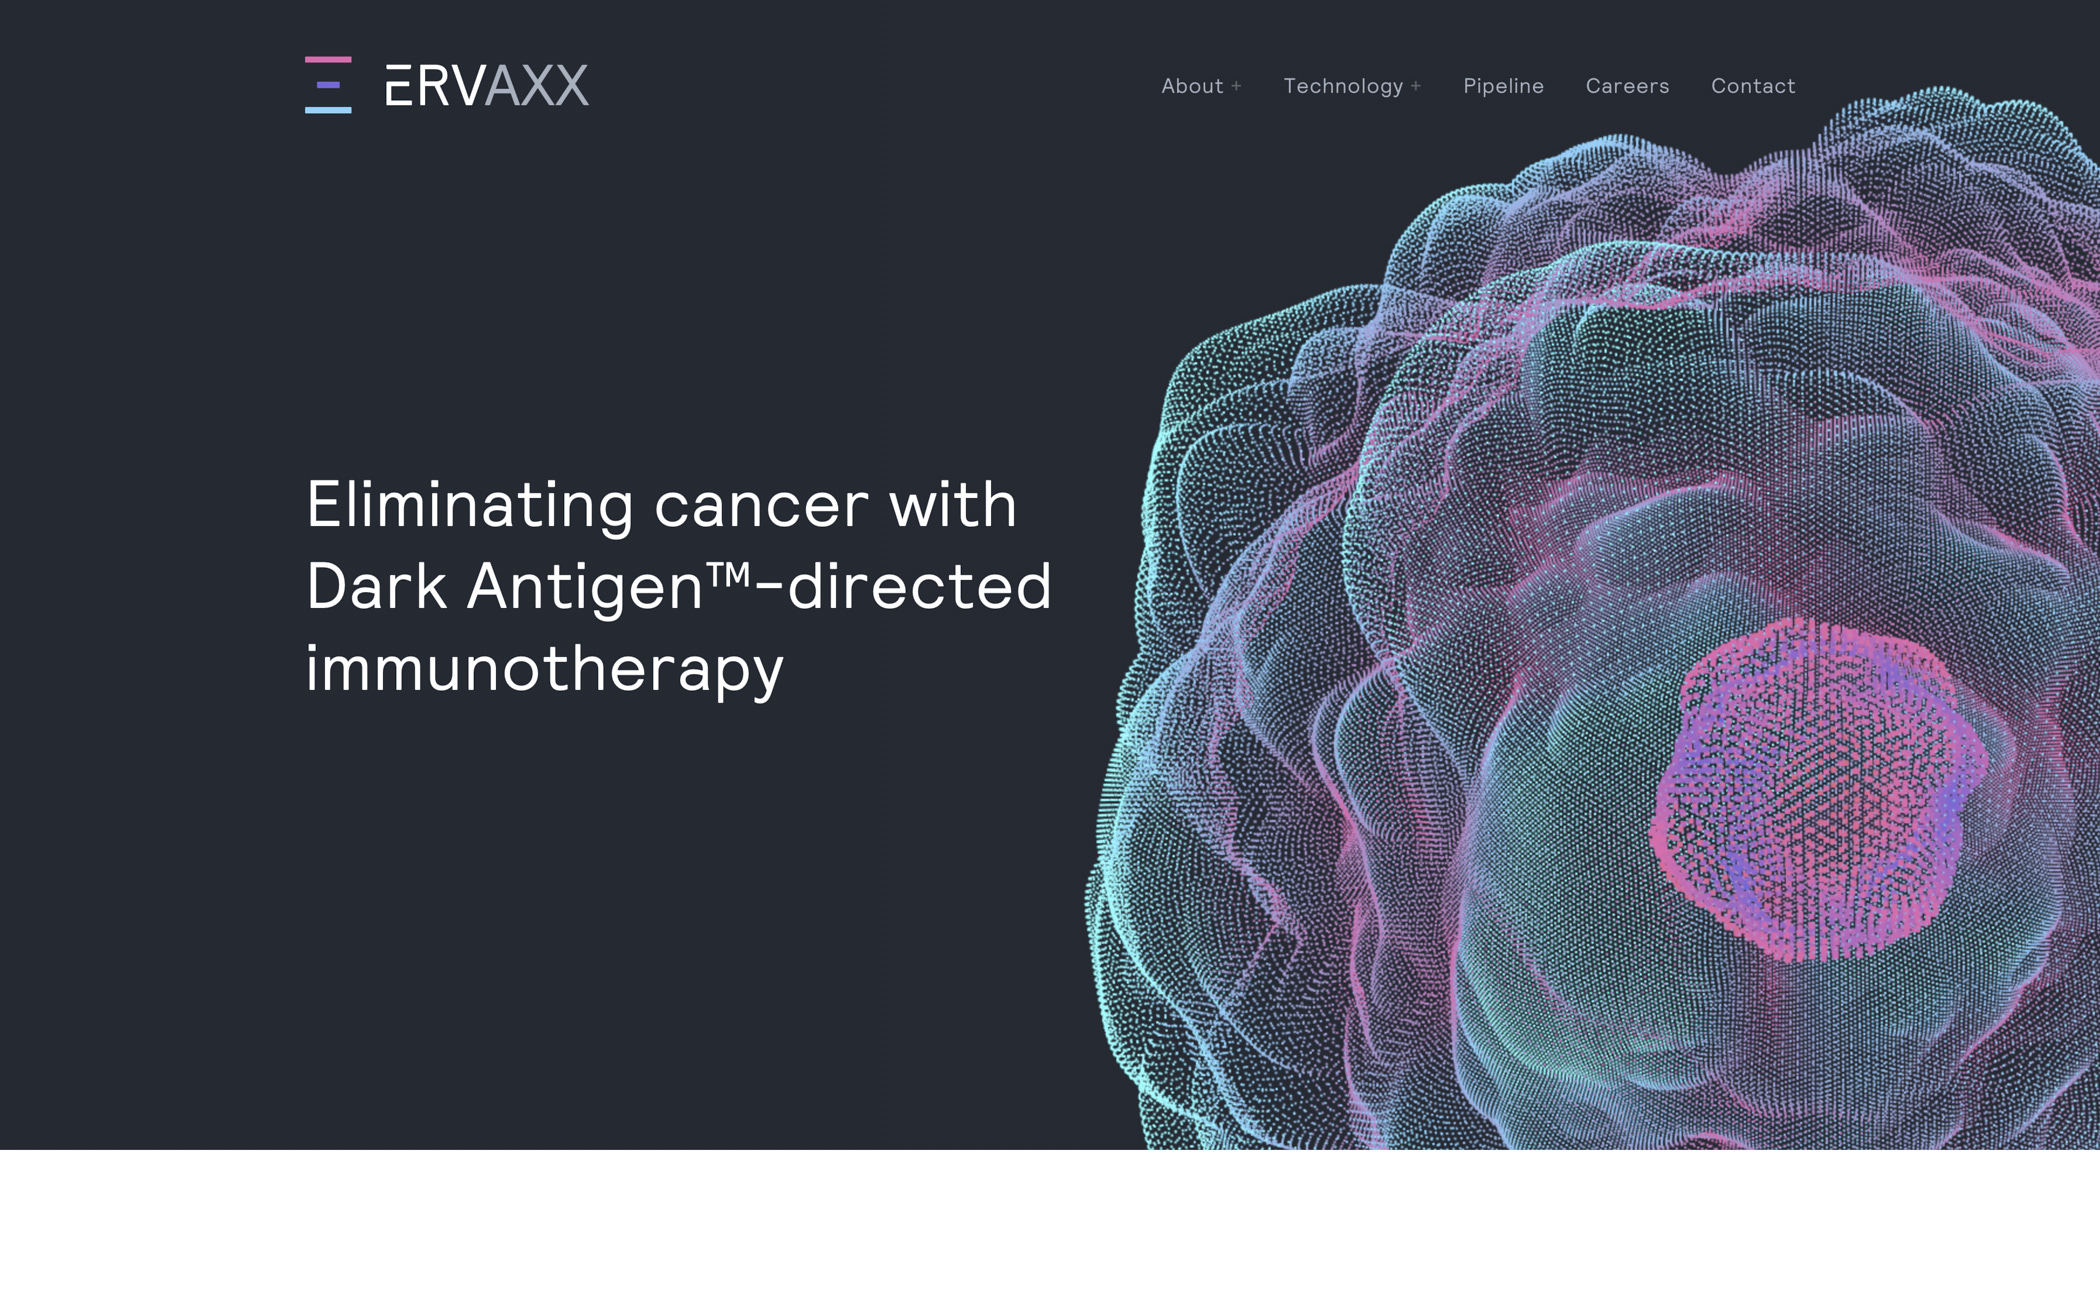 ERVAXX
About +
Technology +
Pipeline
Careers
Contact
Eliminating cancer with
Dark Antigen™-directed
immunotherapy